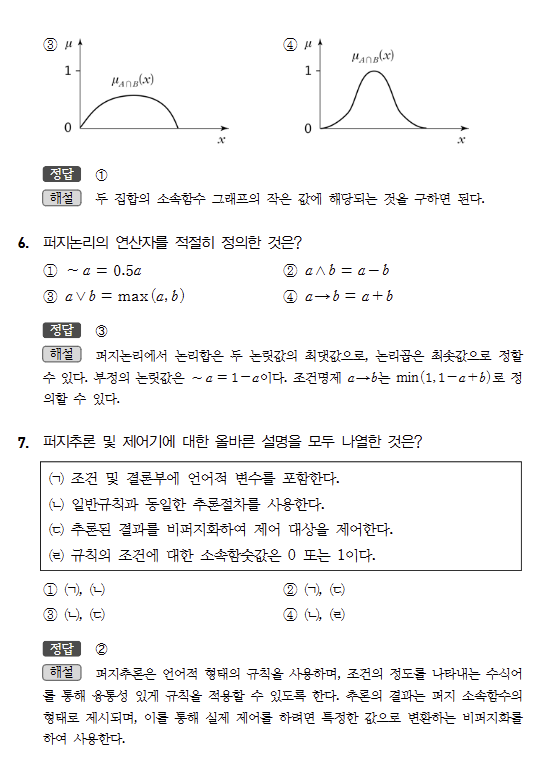 ③ μ ④ μ
1 μA∩B(x) 1 μA∩B(x)
0 x 0 x
정답 ①
해설 두 집합의 소속함수 그래프의 작은 값에 해당되는 것을 구하면 된다.
6. 퍼지논리의 연산자를 적절히 정의한 것은?
① ~a = 0.5a ② a∧b = a−b
③ a∨b = max(a, b) ④ a→b = a+b
정답 ③
해설 퍼지논리에서 논리합은 두 논릿값의 최댓값으로, 논리곱은 최솟값으로 정할
수 있다. 부정의 논릿값은 ~a = 1−a이다. 조건명제 a→b는 min(1, 1−a+b)로 정
의할 수 있다.
7. 퍼지추론 및 제어기에 대한 올바른 설명을 모두 나열한 것은?
㈀ 조건 및 결론부에 언어적 변수를 포함한다.
㈁ 일반규칙과 동일한 추론절차를 사용한다.
㈂ 추론된 결과를 비퍼지화하여 제어 대상을 제어한다.
㈃ 규칙의 조건에 대한 소속함숫값은 0 또는 1이다.
① ㈀, ㈁ ② ㈀, ㈂
③ ㈁, ㈂ ④ ㈁, ㈃
정답 ②
해설 퍼지추론은 언어적 형태의 규칙을 사용하며, 조건의 정도를 나타내는 수식어
를 통해 융통성 있게 규칙을 적용할 수 있도록 한다. 추론의 결과는 퍼지 소속함수의
형태로 제시되며, 이를 통해 실제 제어를 하려면 특정한 값으로 변환하는 비퍼지화를
하여 사용한다.